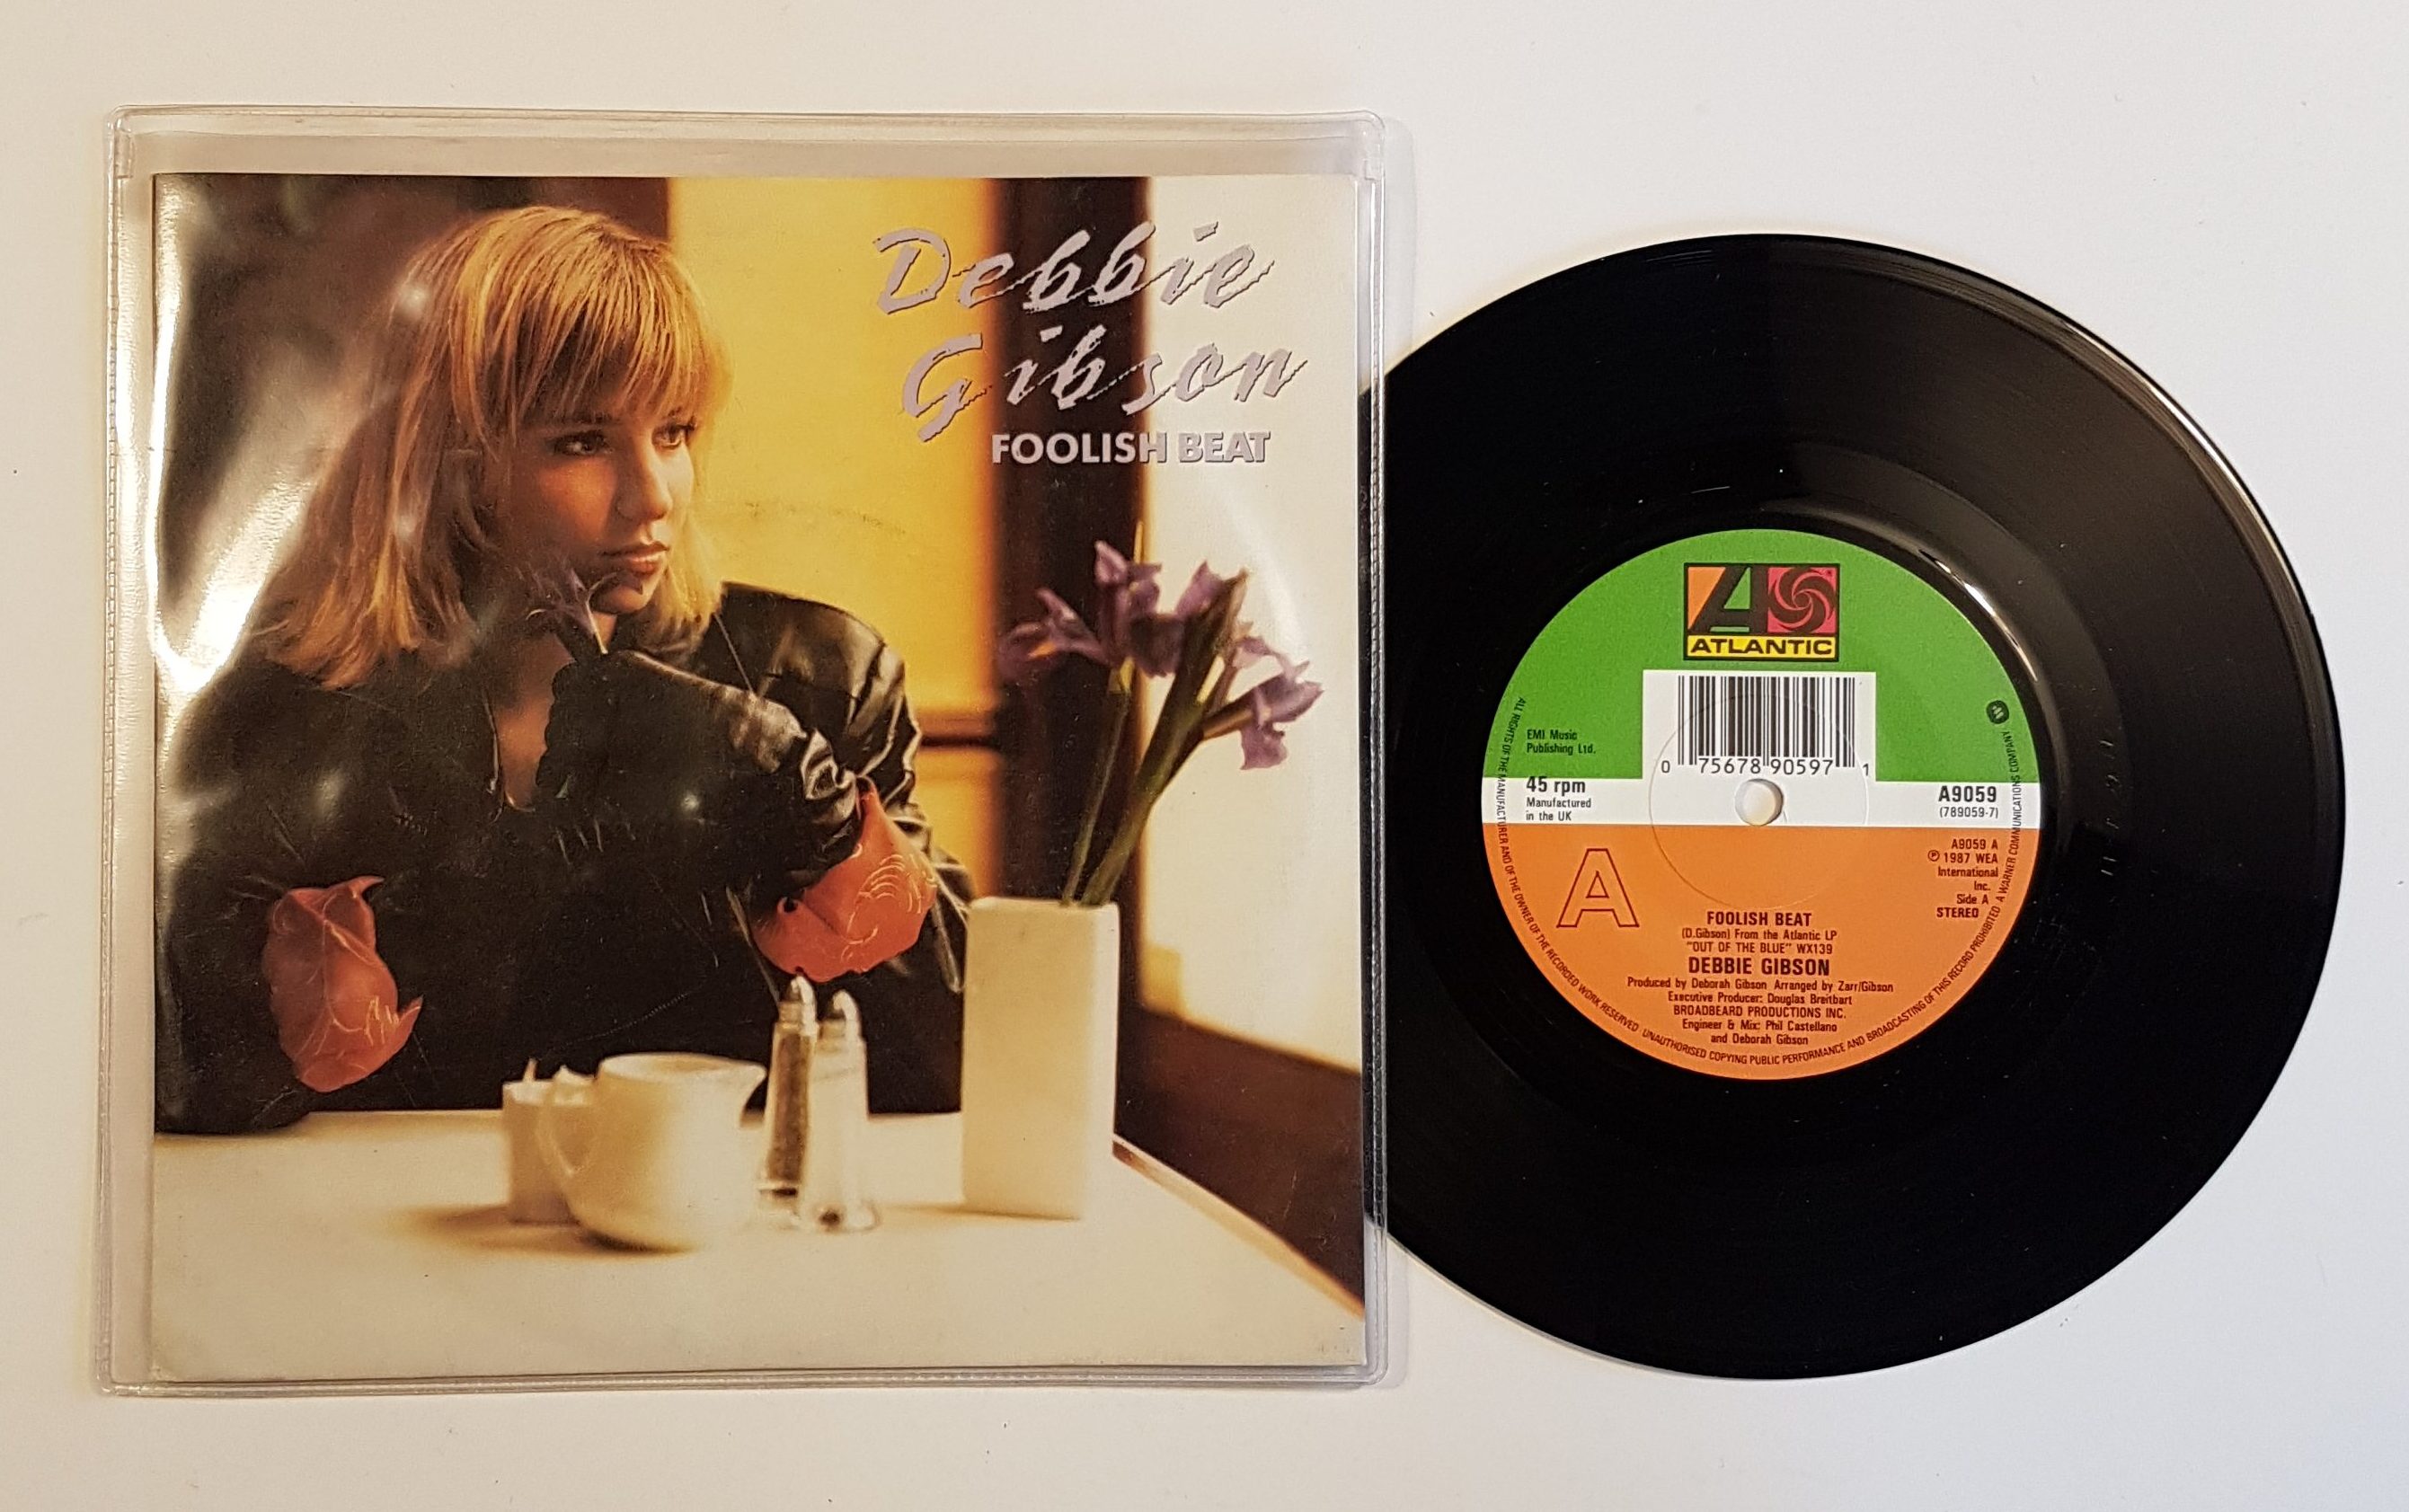 Debbie
Gibson
FOOLISH BEAT
ATLANTIC
EMI Music
Publishing Ltd.
0 75678 90597 1
45 rpm
Manufactured
in the UK
A9059
(789059-7)
A9059 A
℗ 1987 WEA
International
Inc.
Side A
STEREO
A
FOOLISH BEAT
(D.Gibson) From the Atlantic LP
"OUT OF THE BLUE" WX139
DEBBIE GIBSON
Produced by Deborah Gibson Arranged by Zarr/Gibson
Executive Producer: Douglas Breitbart
BROADBEARD PRODUCTIONS INC.
Engineer & Mix: Phil Castellano
and Deborah Gibson
ALL RIGHTS OF THE MANUFACTURER AND OF THE OWNER OF THE RECORDED WORK RESERVED UNAUTHORISED COPYING PUBLIC PERFORMANCE AND BROADCASTING OF THIS RECORD PROHIBITED A WARNER COMMUNICATIONS COMPANY